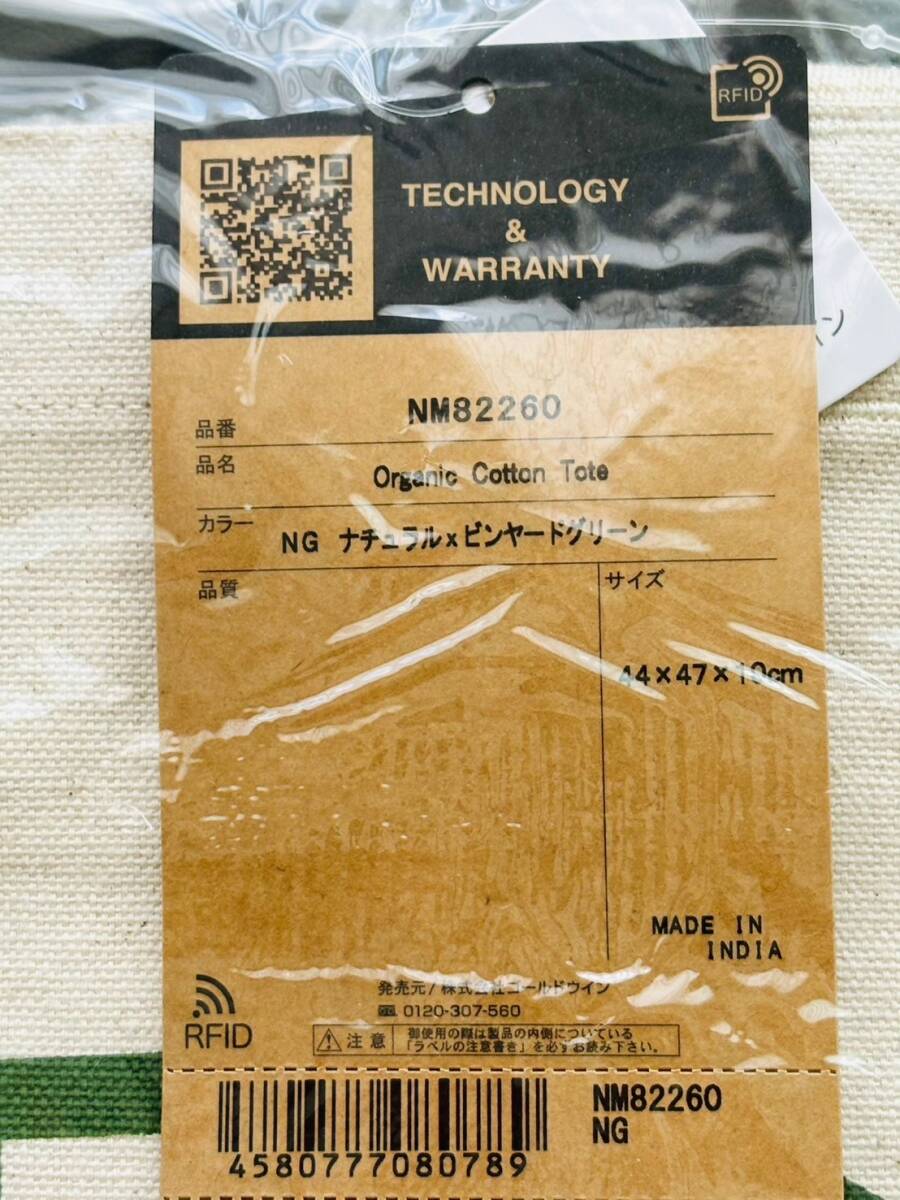 RFID
TECHNOLOGY
&
WARRANTY
品番 NM82260
品名 Organic Cotton Tote
カラー NG ナチュラル×ビンヤードグリーン
品質
サイズ
44×47×10cm
MADE IN
INDIA
RFID
発売元/株式会社ゴールドウイン
0120-307-560
注意
御使用の際は製品の内側についている
「ラベルの注意書き」を必ずお読み下さい。
4580777080789
NM82260
NG